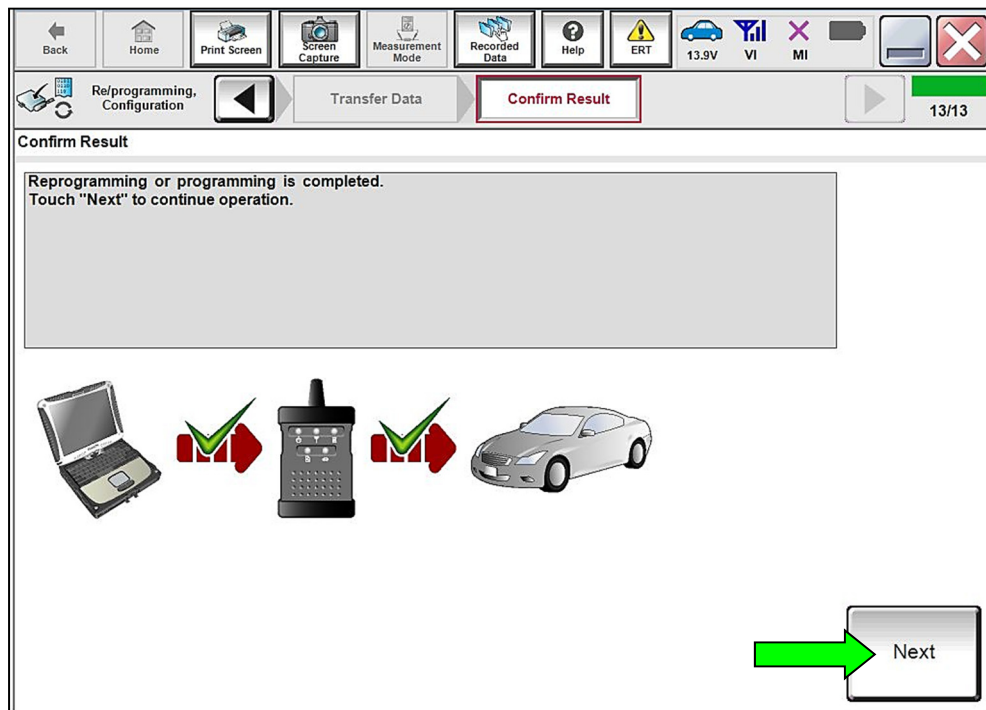 Back
Home
Print Screen
Screen
Capture
Measurement
Mode
Recorded
Data
Help
ERT
13.9V
VI
MI
Re/programming,
Configuration
Transfer Data
Confirm Result
13/13
Confirm Result
Reprogramming or programming is completed.
Touch "Next" to continue operation.
Next